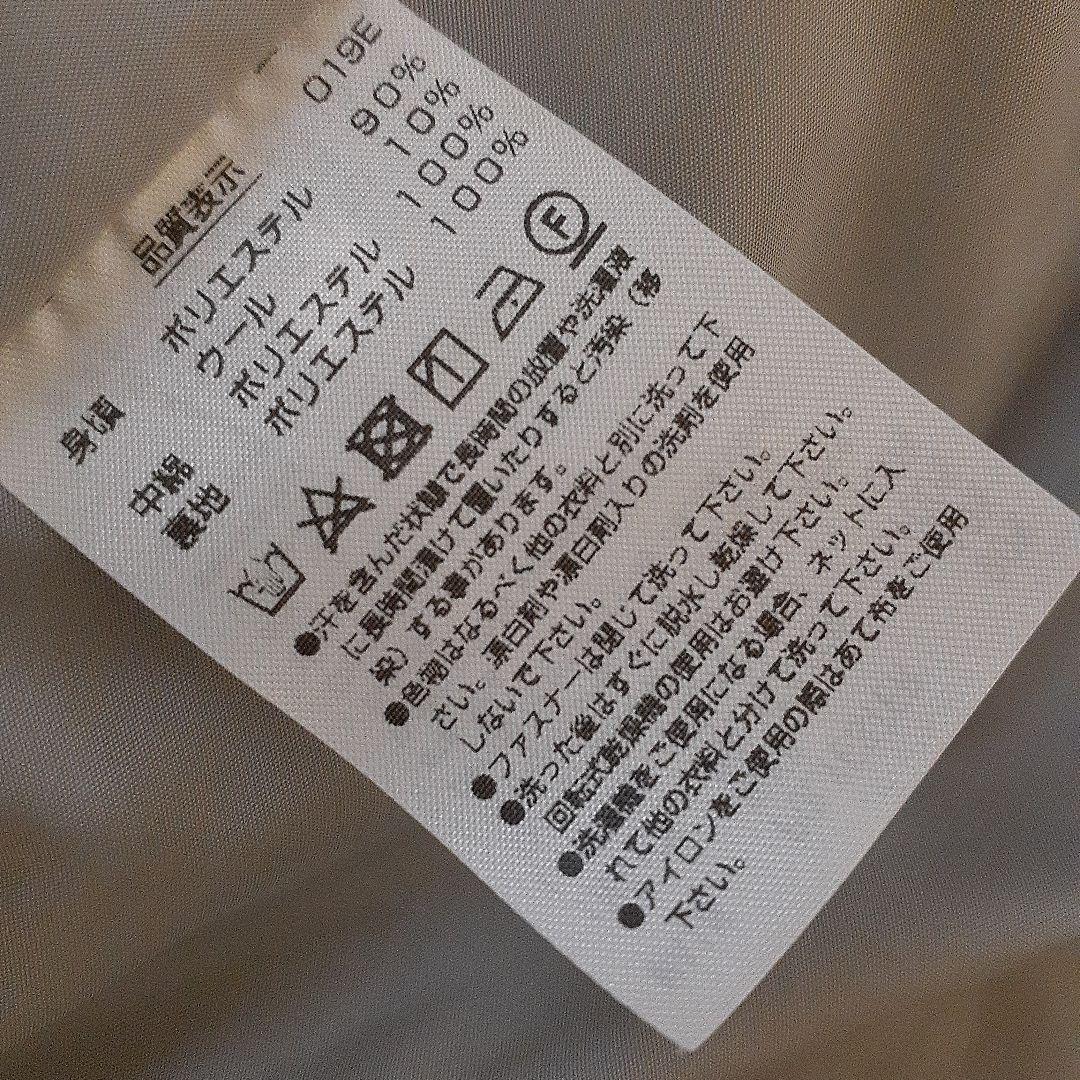 019E
品質表示
身頃 ポリエステル 90%
ウール 10%
中綿 ポリエステル 100%
裏地 ポリエステル 100%
F
●汗を含んだ状態で長時間の放置や洗濯液
に長時間漬けて置いたりすると汚染（移
染）する事があります。
●色物はなるべく他の衣料と別に洗って下
さい。漂白剤や漂白剤入りの洗剤を使用
しないで下さい。
●ファスナーは閉じて洗って下さい。
●洗った後はすぐに脱水し乾燥して下さい。
回転式乾燥機の使用はお避け下さい。
●洗濯機をご使用になる場合、ネットに入
れて他の衣料と分けて洗って下さい。
●アイロンをご使用の際はあて布をご使用
下さい。